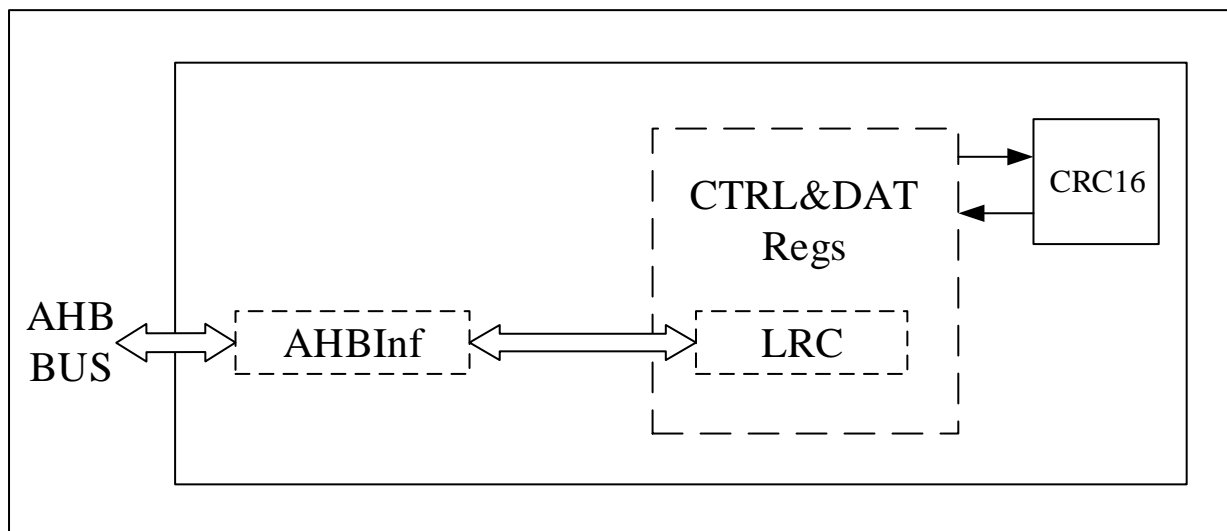 CTRL&DAT
Regs
CRC16
AHB
BUS
AHBInf
LRC